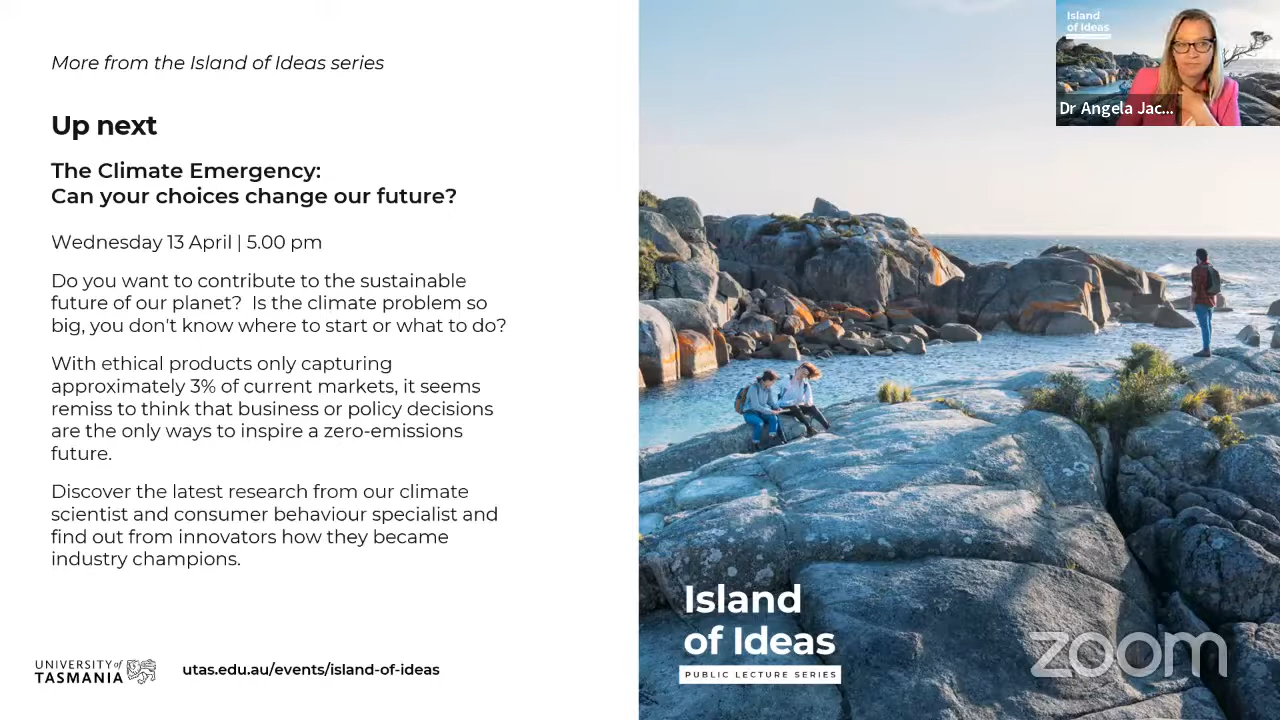 More from the Island of Ideas series
Up next
The Climate Emergency:
Can your choices change our future?
Wednesday 13 April | 5.00 pm
Do you want to contribute to the sustainable
future of our planet?  Is the climate problem so
big, you don't know where to start or what to do?
With ethical products only capturing
approximately 3% of current markets, it seems
remiss to think that business or policy decisions
are the only ways to inspire a zero-emissions
future.
Discover the latest research from our climate
scientist and consumer behaviour specialist and
find out from innovators how they became
industry champions.
UNIVERSITY of
TASMANIA
utas.edu.au/events/island-of-ideas
Island
of Ideas
PUBLIC LECTURE SERIES
zoom
Island
of Ideas
Dr Angela Jac...